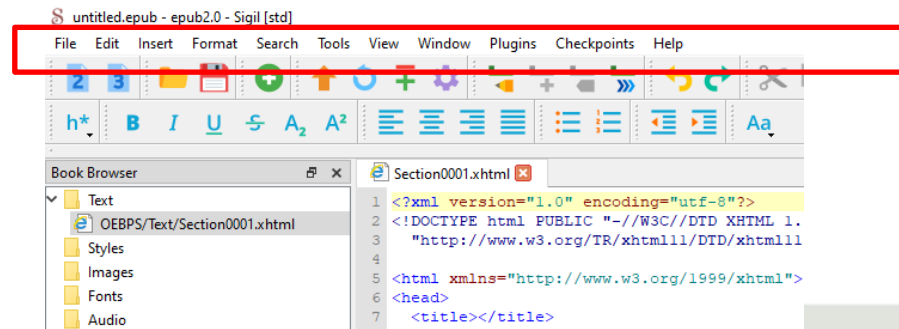 untitled.epub - epub2.0 - Sigil [std]
File Edit Insert Format Search Tools View Window Plugins Checkpoints Help
2 3
h* B I U S A2 A² Aa
Book Browser
Section0001.xhtml
Text
OEBPS/Text/Section0001.xhtml
Styles
Images
Fonts
Audio
1 <?xml version="1.0" encoding="utf-8"?>
2 <!DOCTYPE html PUBLIC "-//W3C//DTD XHTML 1.
3 "http://www.w3.org/TR/xhtml11/DTD/xhtml11
4
5 <html xmlns="http://www.w3.org/1999/xhtml">
6 <head>
7 <title></title>